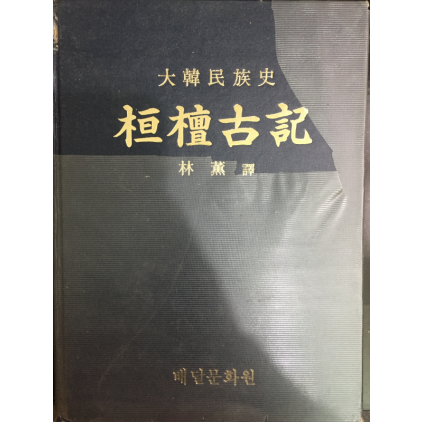 大韓民族史
桓檀古記
林薰 譯
배달문화원